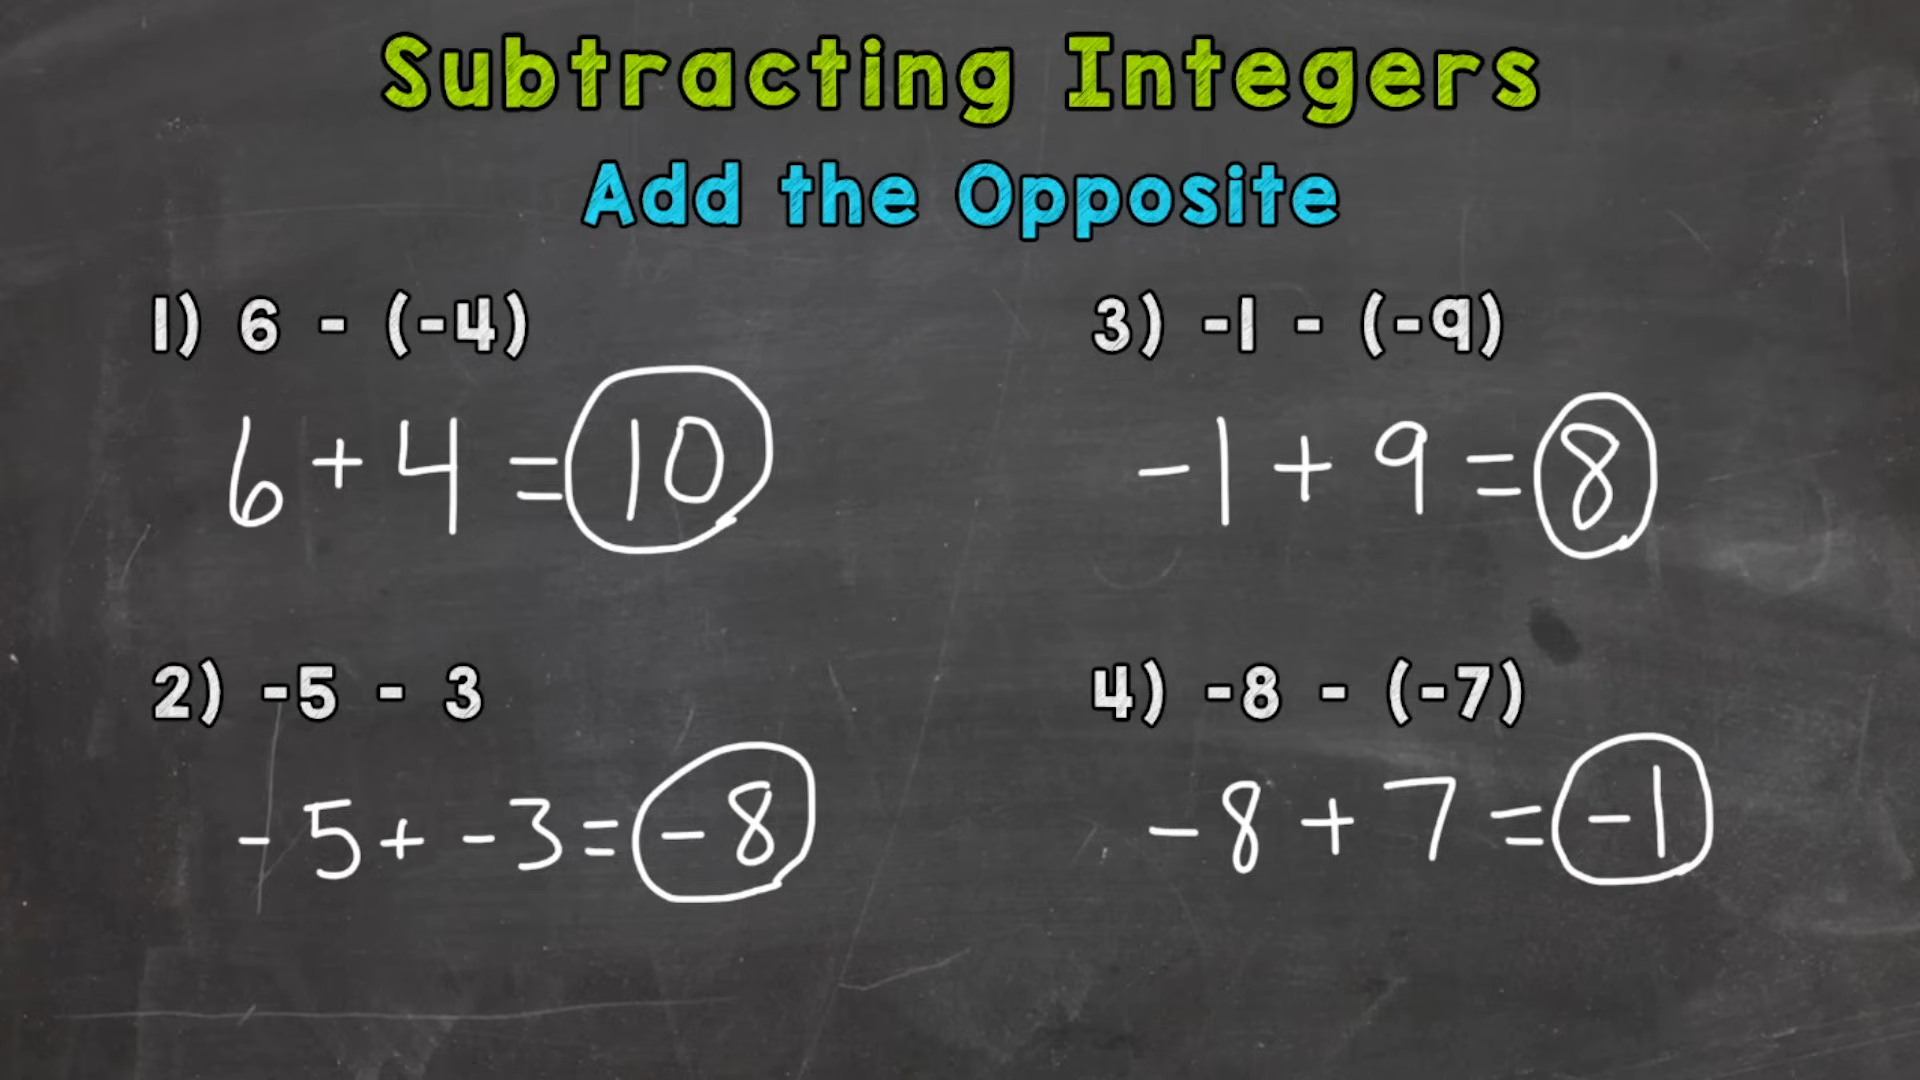 Subtracting Integers
Add the Opposite
1) 6 - (-4)
6 + 4 = 10
2) -5 - 3
-5 + -3 = -8
3) -1 - (-9)
-1 + 9 = 8
4) -8 - (-7)
-8 + 7 = -1